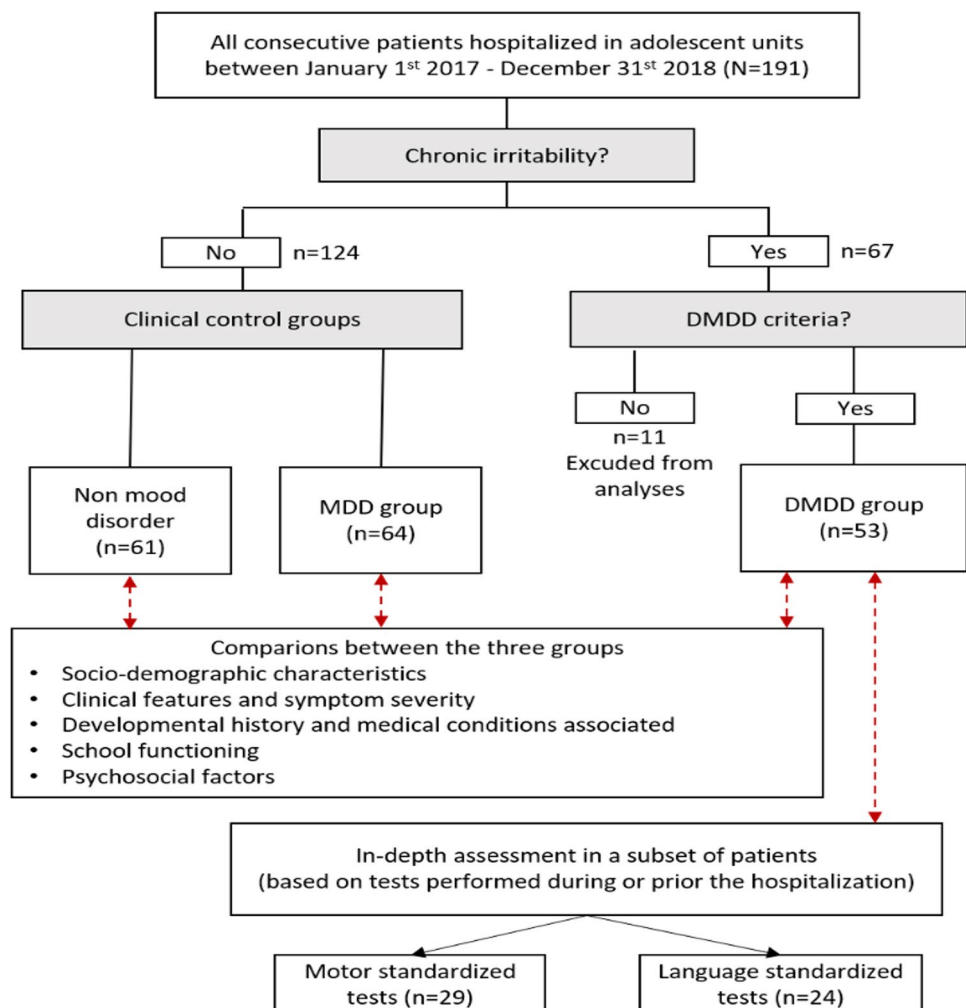 All consecutive patients hospitalized in adolescent units
between January 1st 2017 - December 31st 2018 (N=191)
Chronic irritability?
No n=124
Yes n=67
Clinical control groups
DMDD criteria?
No
n=11
Excuded from
analyses
Yes
Non mood
disorder
(n=61)
MDD group
(n=64)
DMDD group
(n=53)
Comparions between the three groups
• Socio-demographic characteristics
• Clinical features and symptom severity
• Developmental history and medical conditions associated
• School functioning
• Psychosocial factors
In-depth assessment in a subset of patients
(based on tests performed during or prior the hospitalization)
Motor standardized
tests (n=29)
Language standardized
tests (n=24)